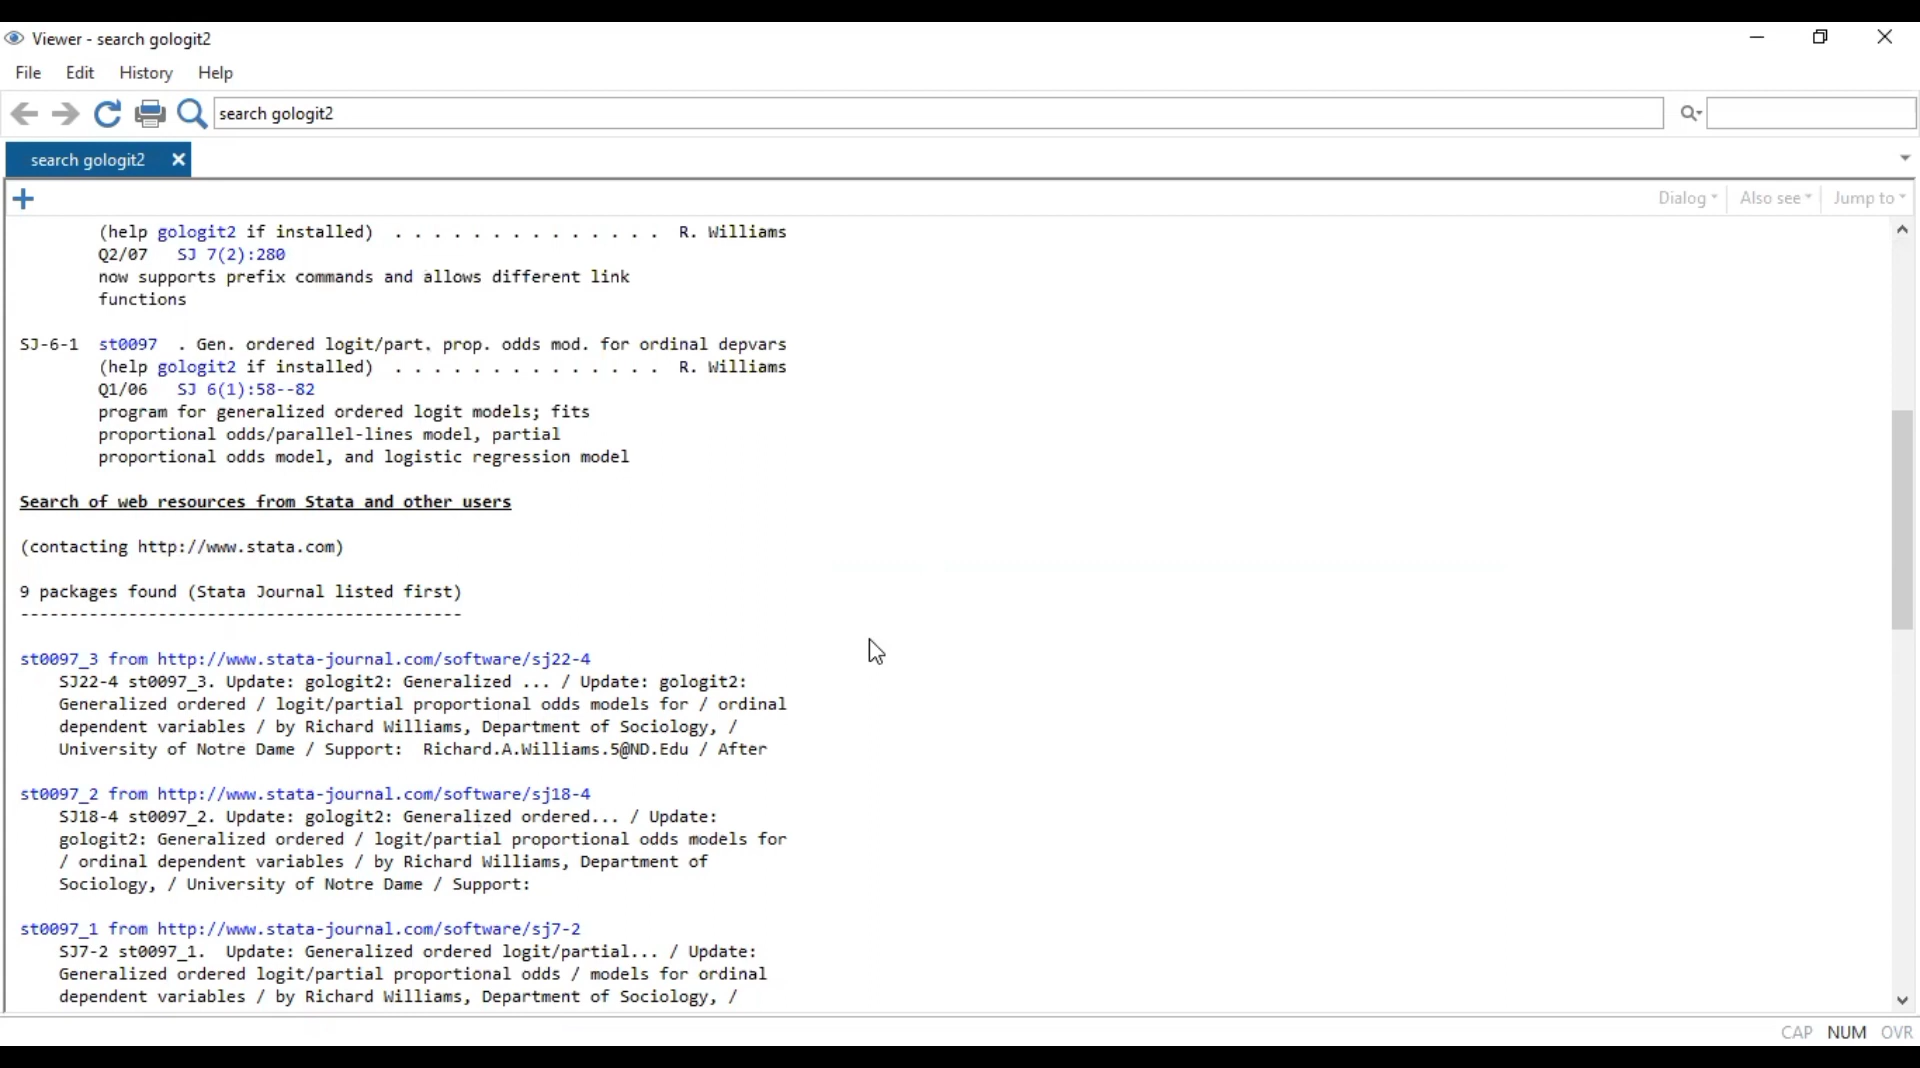 Viewer - search gologit2
File Edit History Help
search gologit2
search gologit2
Dialog Also see Jump to
(help gologit2 if installed) . . . . . . . . . . . . . . R. Williams
Q2/07 SJ 7(2):280
now supports prefix commands and allows different link
functions
SJ-6-1 st0097 . Gen. ordered logit/part. prop. odds mod. for ordinal depvars
(help gologit2 if installed) . . . . . . . . . . . . . . R. Williams
Q1/06 SJ 6(1):58--82
program for generalized ordered logit models; fits
proportional odds/parallel-lines model, partial
proportional odds model, and logistic regression model
Search of web resources from Stata and other users
(contacting http://www.stata.com)
9 packages found (Stata Journal listed first)
---------------------------------------------
st0097_3 from http://www.stata-journal.com/software/sj22-4
SJ22-4 st0097_3. Update: gologit2: Generalized ... / Update: gologit2:
Generalized ordered / logit/partial proportional odds models for / ordinal
dependent variables / by Richard Williams, Department of Sociology, /
University of Notre Dame / Support: Richard.A.Williams.5@ND.Edu / After
st0097_2 from http://www.stata-journal.com/software/sj18-4
SJ18-4 st0097_2. Update: gologit2: Generalized ordered... / Update:
gologit2: Generalized ordered / logit/partial proportional odds models for
/ ordinal dependent variables / by Richard Williams, Department of
Sociology, / University of Notre Dame / Support:
st0097_1 from http://www.stata-journal.com/software/sj7-2
SJ7-2 st0097_1. Update: Generalized ordered logit/partial... / Update:
Generalized ordered logit/partial proportional odds / models for ordinal
dependent variables / by Richard Williams, Department of Sociology, /
CAP NUM OVR